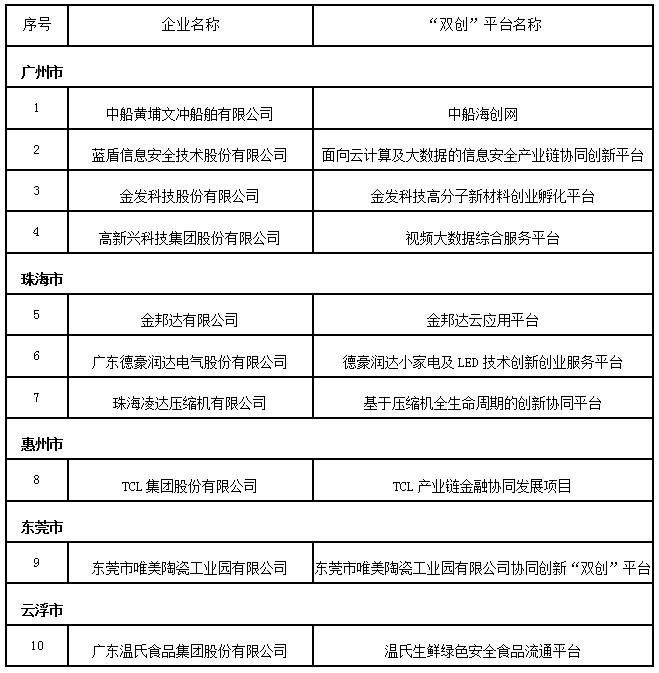 序号 企业名称 “双创”平台名称
广州市
1 中船黄埔文冲船舶有限公司 中船海创网
2 蓝盾信息安全技术股份有限公司 面向云计算及大数据的信息安全产业链协同创新平台
3 金发科技股份有限公司 金发科技高分子新材料创业孵化平台
4 高新兴科技集团股份有限公司 视频大数据综合服务平台
珠海市
5 金邦达有限公司 金邦达云应用平台
6 广东德豪润达电气股份有限公司 德豪润达小家电及LED技术创新创业服务平台
7 珠海凌达压缩机有限公司 基于压缩机全生命周期的创新协同平台
惠州市
8 TCL集团股份有限公司 TCL产业链金融协同发展项目
东莞市
9 东莞市唯美陶瓷工业园有限公司 东莞市唯美陶瓷工业园有限公司协同创新“双创”平台
云浮市
10 广东温氏食品集团股份有限公司 温氏生鲜绿色安全食品流通平台